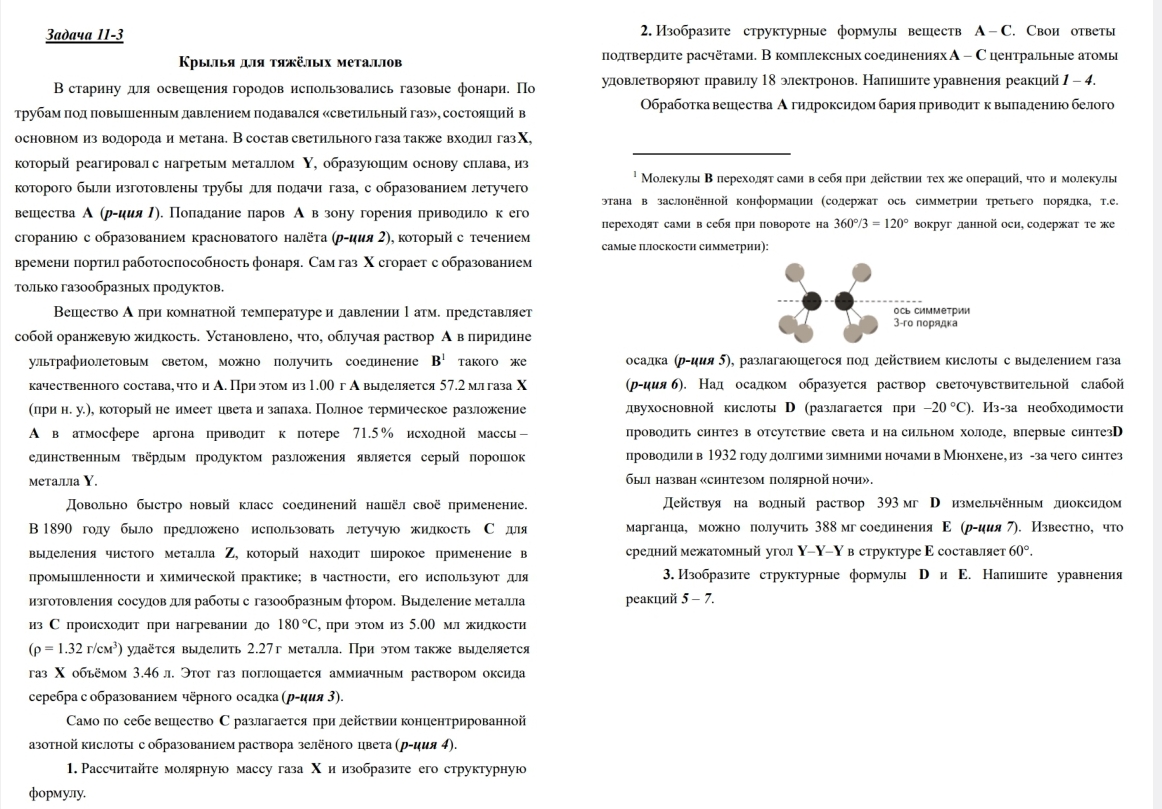 Задача 11-3
Крылья для тяжёлых металлов
В старину для освещения городов использовались газовые фонари. По
трубам под повышенным давлением подавался «светильный газ», состоящий в
основном из водорода и метана. В состав светильного газа также входил газ X,
который реагировал с нагретым металлом Y, образующим основу сплава, из
которого были изготовлены трубы для подачи газа, с образованием летучего
вещества A (р-ция 1). Попадание паров A в зону горения приводило к его
сгоранию с образованием красноватого налёта (р-ция 2), который с течением
времени портил работоспособность фонаря. Сам газ X сгорает с образованием
только газообразных продуктов.
Вещество A при комнатной температуре и давлении 1 атм. представляет
собой оранжевую жидкость. Установлено, что, облучая раствор A в пиридине
ультрафиолетовым светом, можно получить соединение B¹ такого же
качественного состава, что и A. При этом из 1.00 г A выделяется 57.2 мл газа X
(при н. у.), который не имеет цвета и запаха. Полное термическое разложение
A в атмосфере аргона приводит к потере 71.5% исходной массы –
единственным твёрдым продуктом разложения является серый порошок
металла Y.
Довольно быстро новый класс соединений нашёл своё применение.
В 1890 году было предложено использовать летучую жидкость C для
выделения чистого металла Z, который находит широкое применение в
промышленности и химической практике; в частности, его используют для
изготовления сосудов для работы с газообразным фтором. Выделение металла
из C происходит при нагревании до 180 °C, при этом из 5.00 мл жидкости
(ρ = 1.32 г/см³) удаётся выделить 2.27 г металла. При этом также выделяется
газ X объёмом 3.46 л. Этот газ поглощается аммиачным раствором оксида
серебра с образованием чёрного осадка (р-ция 3).
Само по себе вещество C разлагается при действии концентрированной
азотной кислоты с образованием раствора зелёного цвета (р-ция 4).
1. Рассчитайте молярную массу газа X и изобразите его структурную
формулу.
2. Изобразите структурные формулы веществ A – C. Свои ответы
подтвердите расчётами. В комплексных соединениях A – C центральные атомы
удовлетворяют правилу 18 электронов. Напишите уравнения реакций 1 – 4.
Обработка вещества A гидроксидом бария приводит к выпадению белого
¹ Молекулы B переходят сами в себя при действии тех же операций, что и молекулы
этана в заслонённой конформации (содержат ось симметрии третьего порядка, т.е.
переходят сами в себя при повороте на 360°/3 = 120° вокруг данной оси, содержат те же
самые плоскости симметрии):
ось симметрии
3-го порядка
осадка (р-ция 5), разлагающегося под действием кислоты с выделением газа
(р-ция 6). Над осадком образуется раствор светочувствительной слабой
двухосновной кислоты D (разлагается при –20 °C). Из-за необходимости
проводить синтез в отсутствие света и на сильном холоде, впервые синтезD
проводили в 1932 году долгими зимними ночами в Мюнхене, из -за чего синтез
был назван «синтезом полярной ночи».
Действуя на водный раствор 393 мг D измельчённым диоксидом
марганца, можно получить 388 мг соединения E (р-ция 7). Известно, что
средний межатомный угол Y–Y–Y в структуре E составляет 60°.
3. Изобразите структурные формулы D и E. Напишите уравнения
реакций 5 – 7.